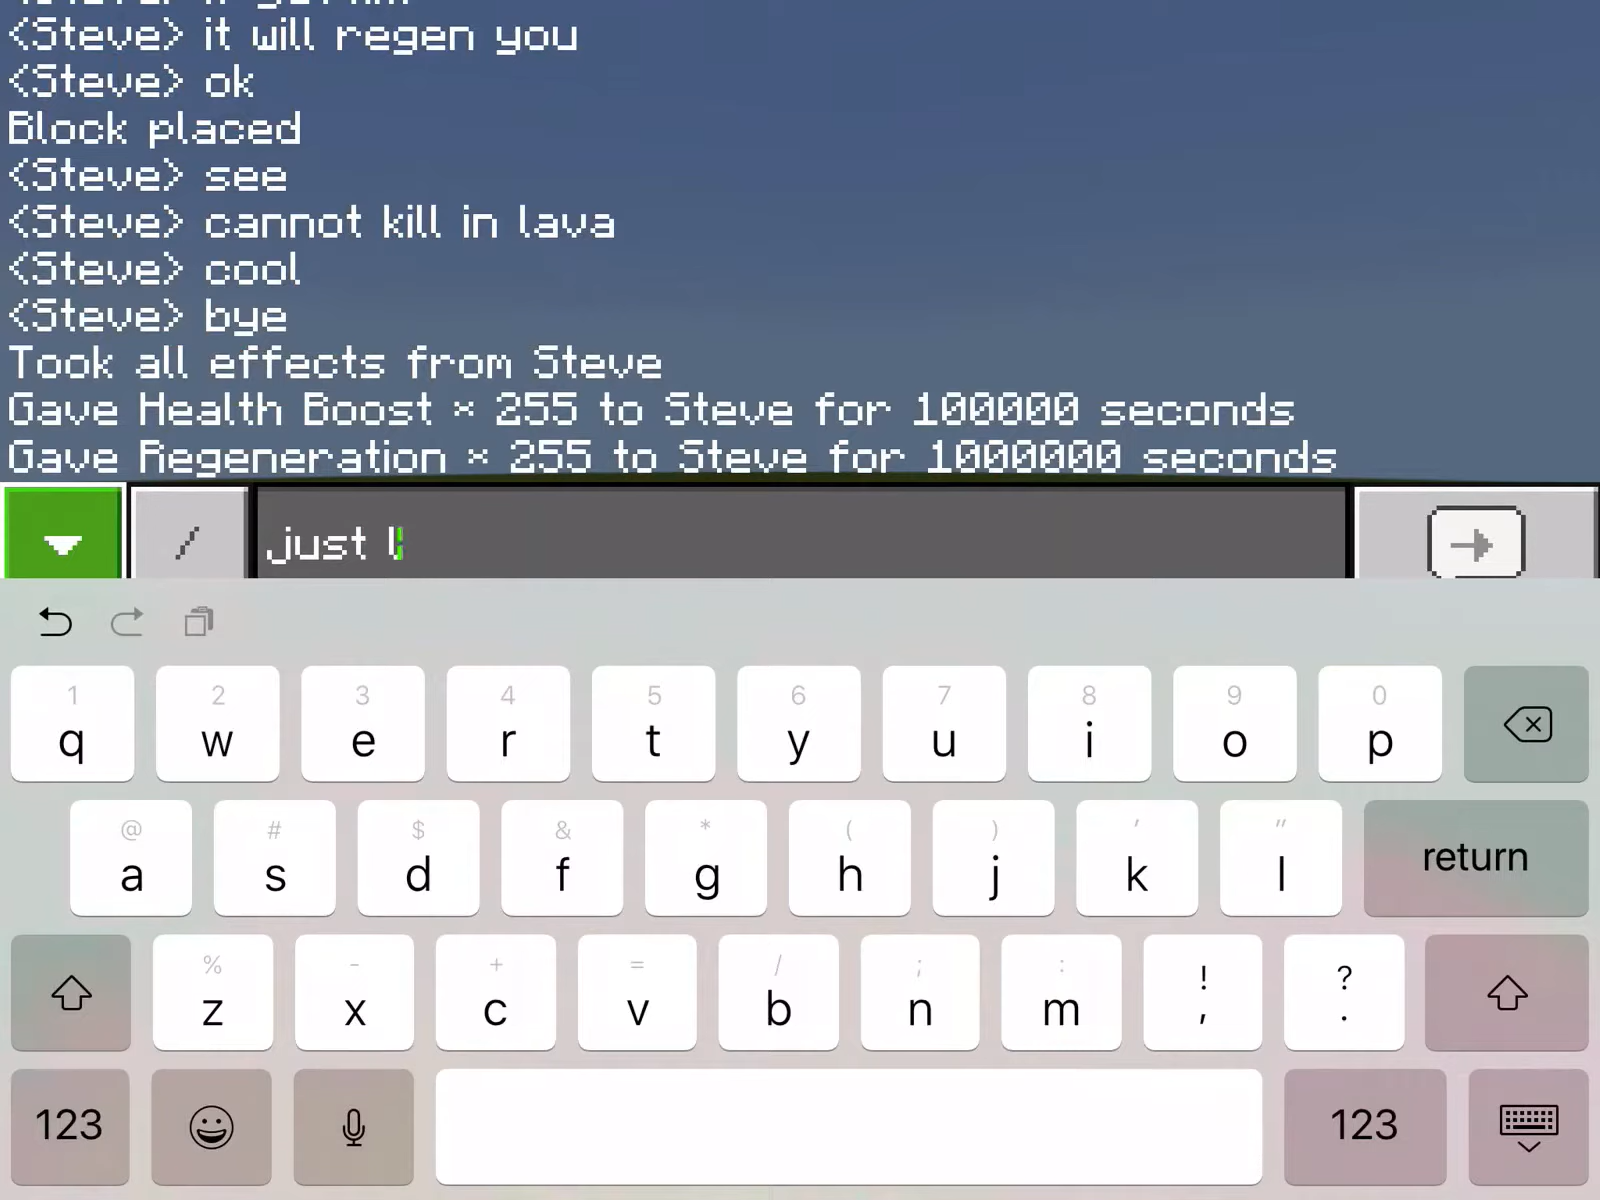 <Steve> it will regen you
<Steve> ok
Block placed
<Steve> see
<Steve> cannot kill in lava
<Steve> cool
<Steve> bye
Took all effects from Steve
Gave Health Boost × 255 to Steve for 100000 seconds
Gave Regeneration × 255 to Steve for 1000000 seconds
/ just l
1 2 3 4 5 6 7 8 9 0
q w e r t y u i o p
@ # $ & * ( ) ' "
a s d f g h j k l return
% - + = / ; : ! ?
z x c v b n m , .
123 123